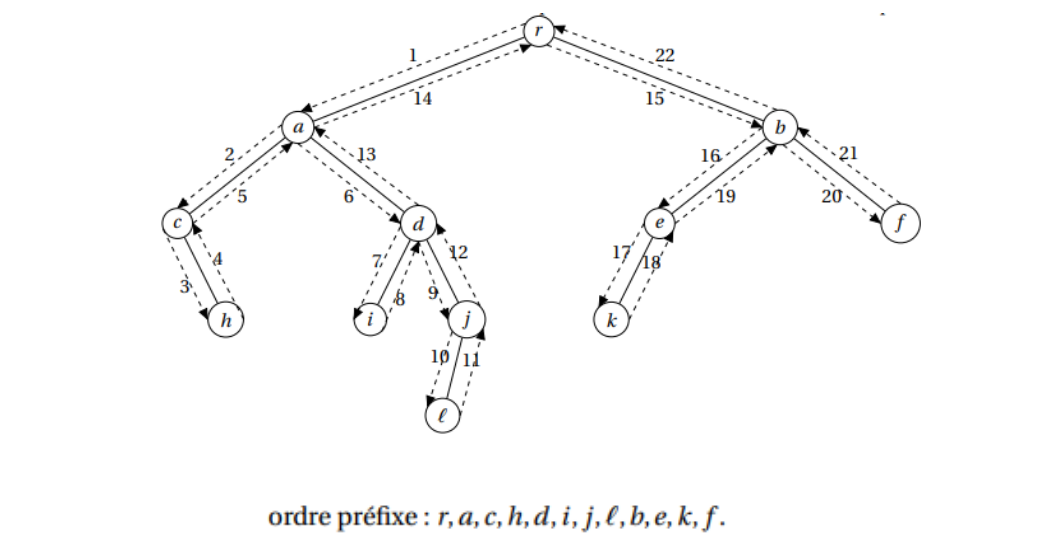 r
1
22
14
15
a
b
2
13
16
21
5
6
19
20
c
d
e
f
4
7
12
17
18
3
8
9
h
i
j
k
10
11
ℓ
ordre préfixe : r, a, c, h, d, i, j, ℓ, b, e, k, f.